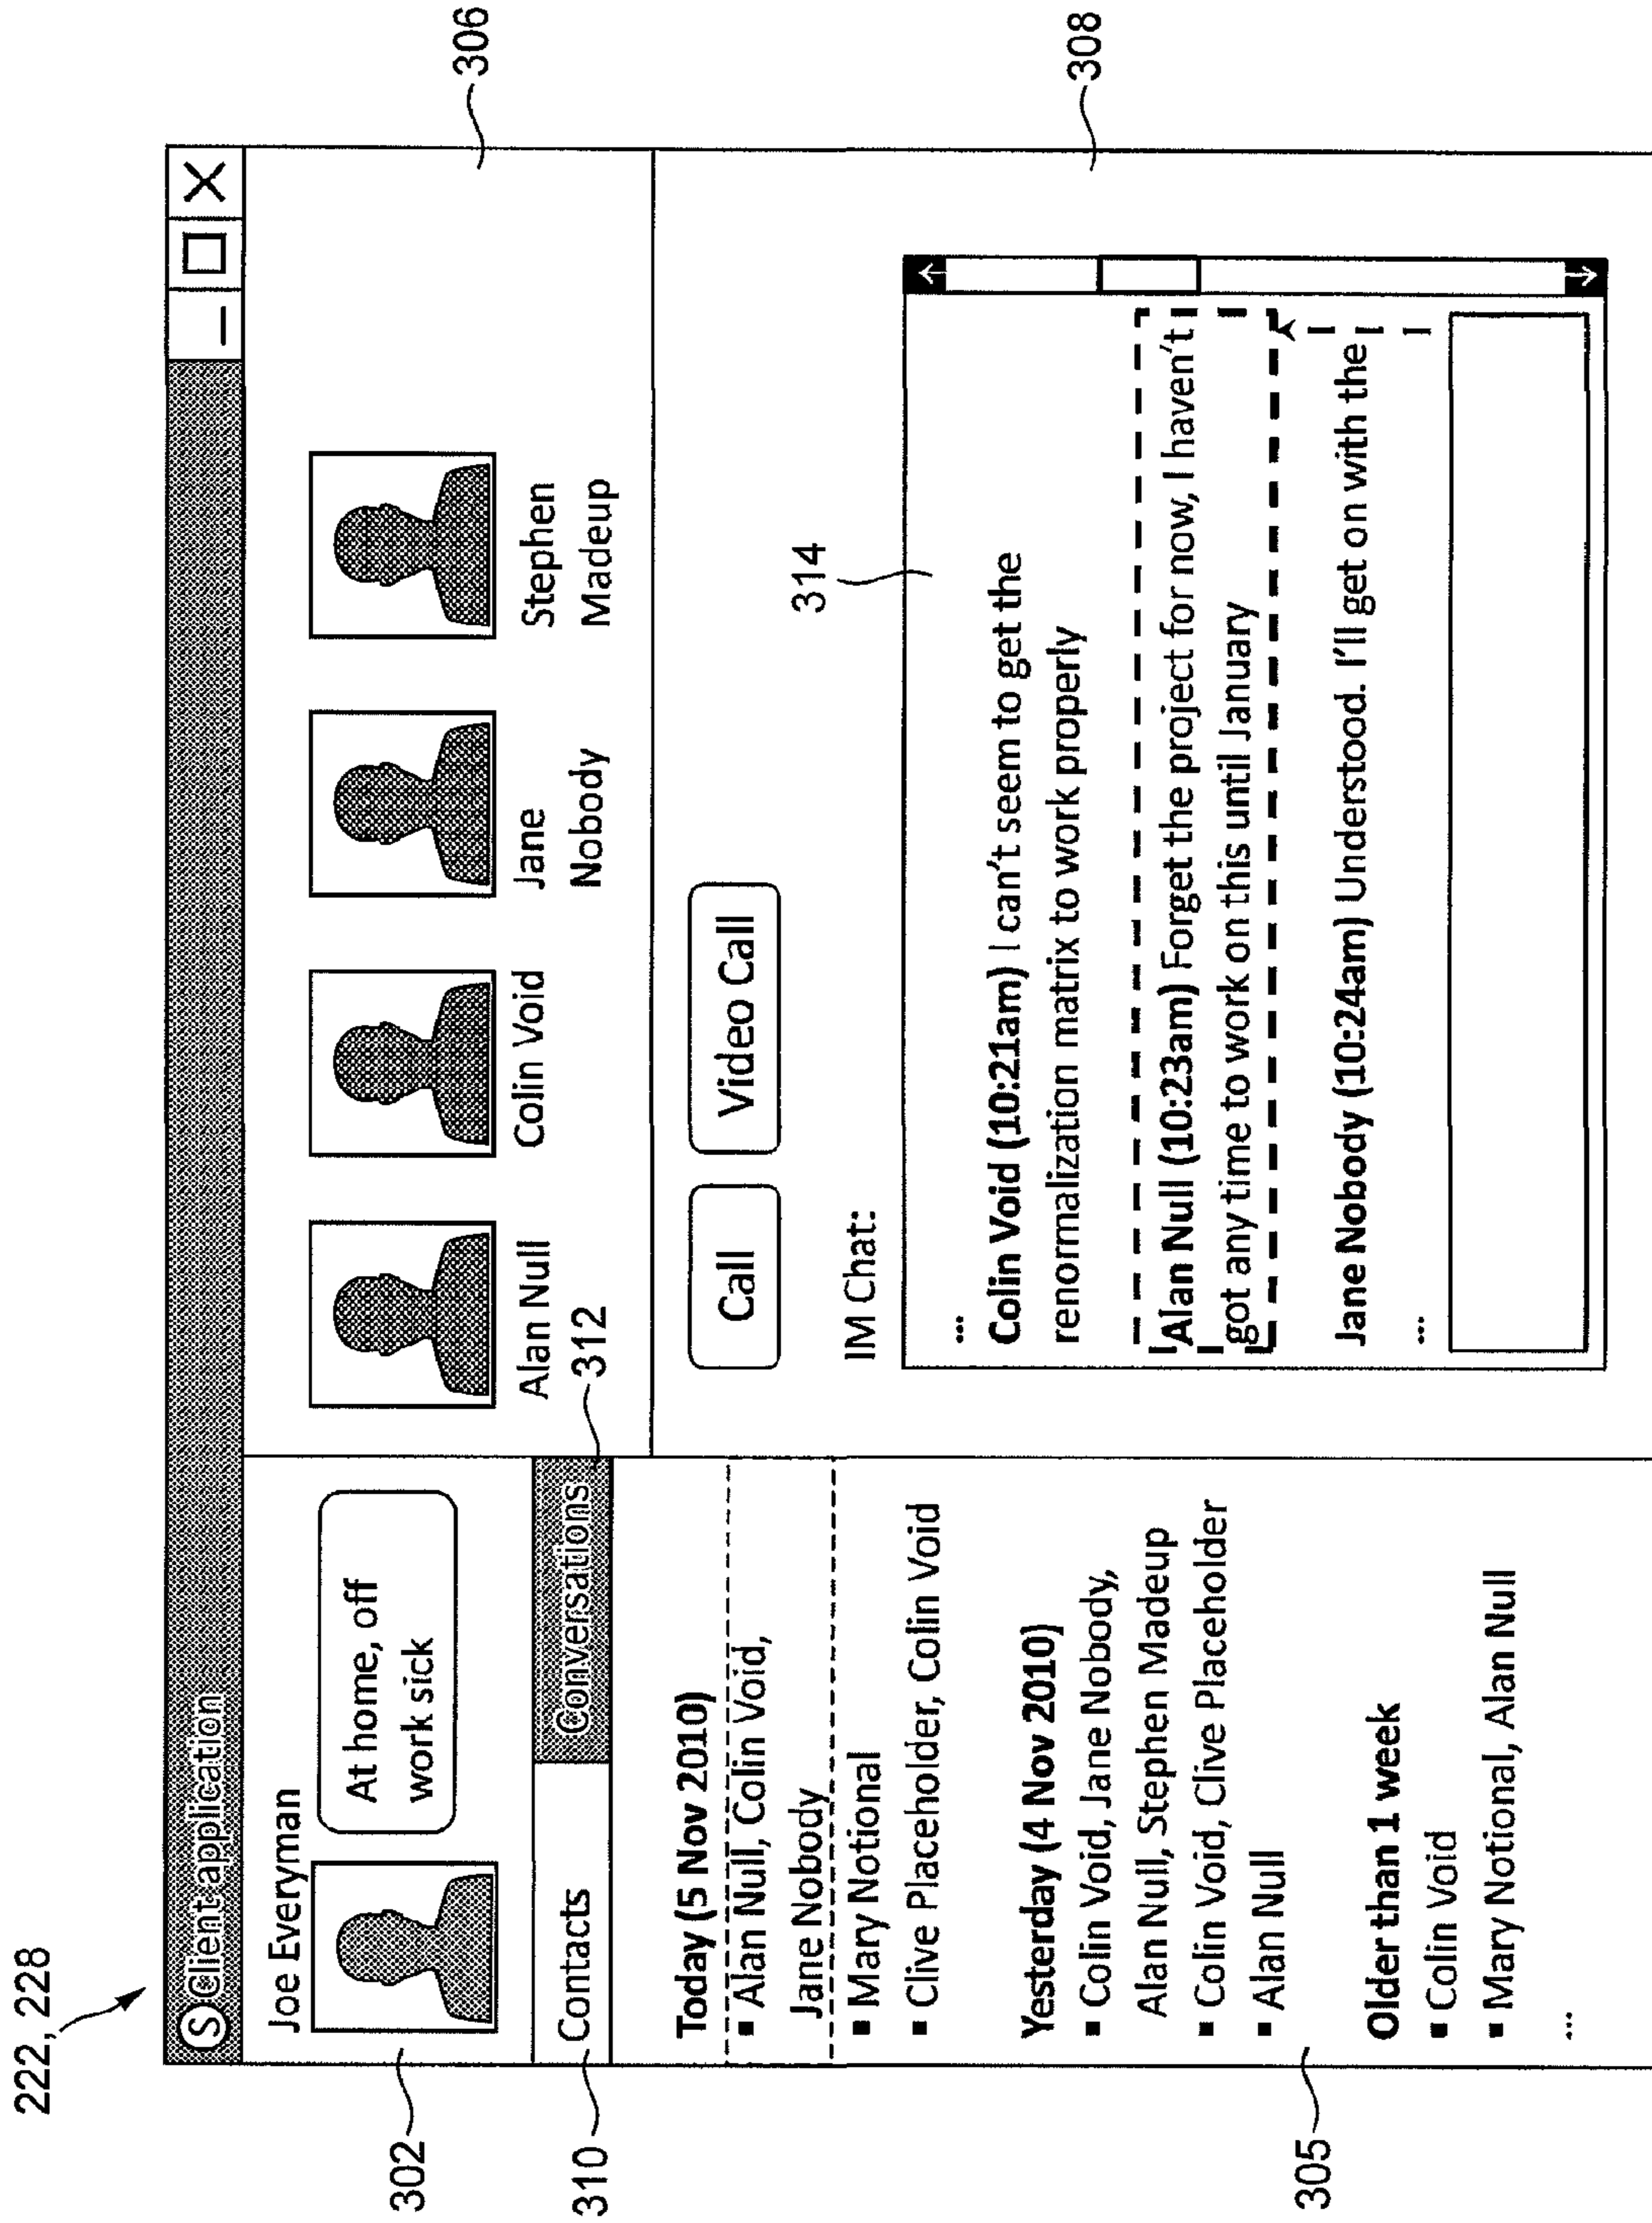 222, 228
S Client application
Joe Everyman
At home, off
work sick
302
310
Contacts
Conversations
312
Today (5 Nov 2010)
▪ Alan Null, Colin Void,
Jane Nobody
▪ Mary Notional
▪ Clive Placeholder, Colin Void
Yesterday (4 Nov 2010)
▪ Colin Void, Jane Nobody,
Alan Null, Stephen Madeup
▪ Colin Void, Clive Placeholder
▪ Alan Null
305
Older than 1 week
▪ Colin Void
▪ Mary Notional, Alan Null
...
Alan Null
Colin Void
Jane
Nobody
Stephen
Madeup
306
Call
Video Call
314
308
IM Chat:
...
Colin Void (10:21am) I can't seem to get the
renormalization matrix to work properly
Alan Null (10:23am) Forget the project for now, I haven't
got any time to work on this until January
Jane Nobody (10:24am) Understood. I'll get on with the
...